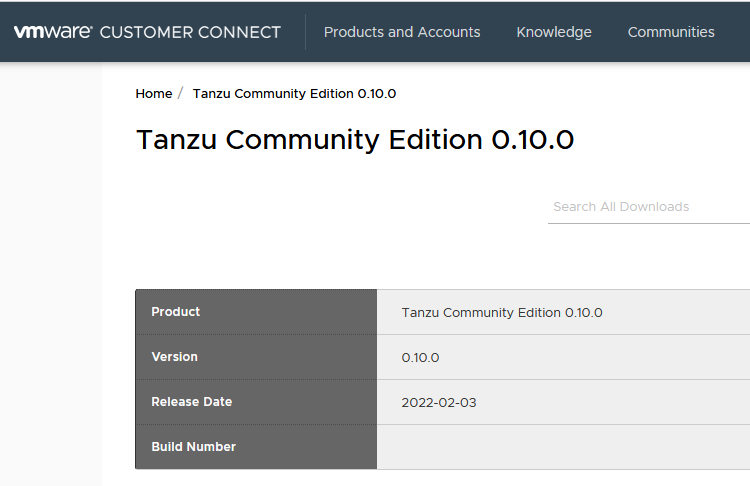 vmware® CUSTOMER CONNECT Products and Accounts Knowledge Communities
Home / Tanzu Community Edition 0.10.0
Tanzu Community Edition 0.10.0
Search All Downloads
Product Tanzu Community Edition 0.10.0
Version 0.10.0
Release Date 2022-02-03
Build Number